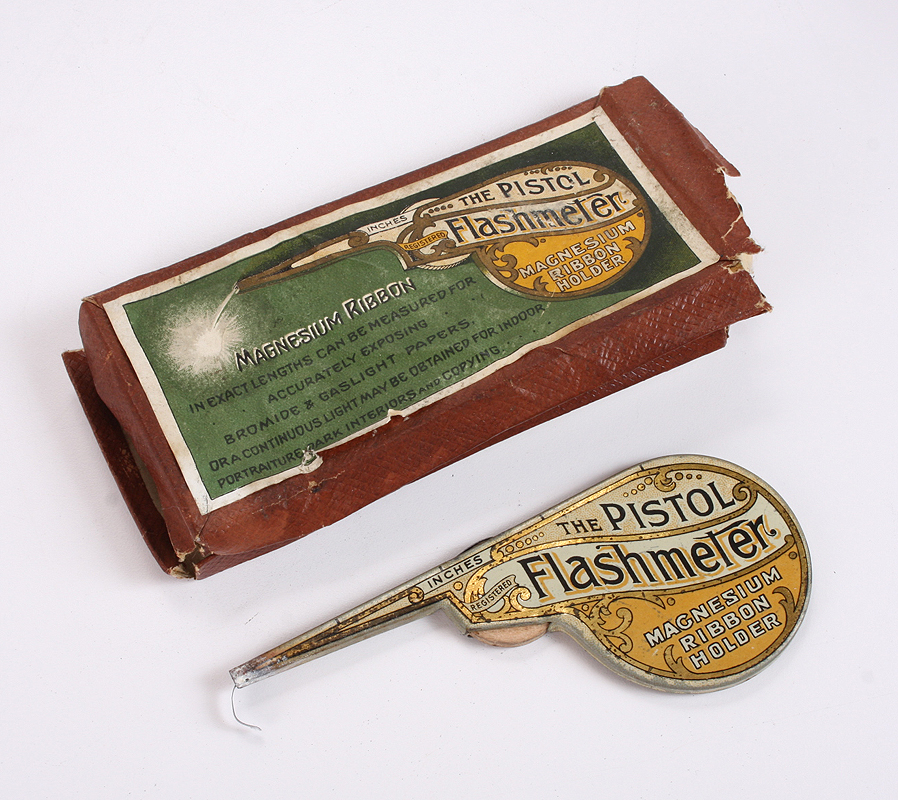 THE PISTOL
Flashmeter
INCHES
REGISTERED
MAGNESIUM
RIBBON
HOLDER
MAGNESIUM RIBBON
IN EXACT LENGTHS CAN BE MEASURED FOR
ACCURATELY EXPOSING
BROMIDE & GASLIGHT PAPERS.
OR A CONTINUOUS LIGHT MAY BE OBTAINED FOR INDOOR
PORTRAITURE, DARK INTERIORS AND COPYING.
THE PISTOL
Flashmeter
INCHES
REGISTERED
MAGNESIUM
RIBBON
HOLDER